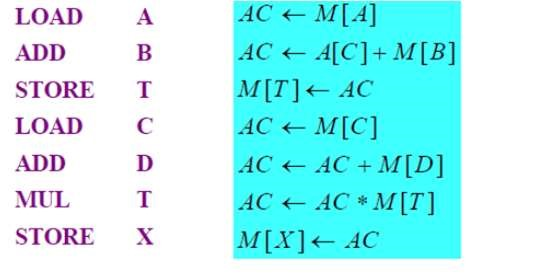 LOAD A AC ← M[A]
ADD B AC ← A[C] + M[B]
STORE T M[T] ← AC
LOAD C AC ← M[C]
ADD D AC ← AC + M[D]
MUL T AC ← AC * M[T]
STORE X M[X] ← AC